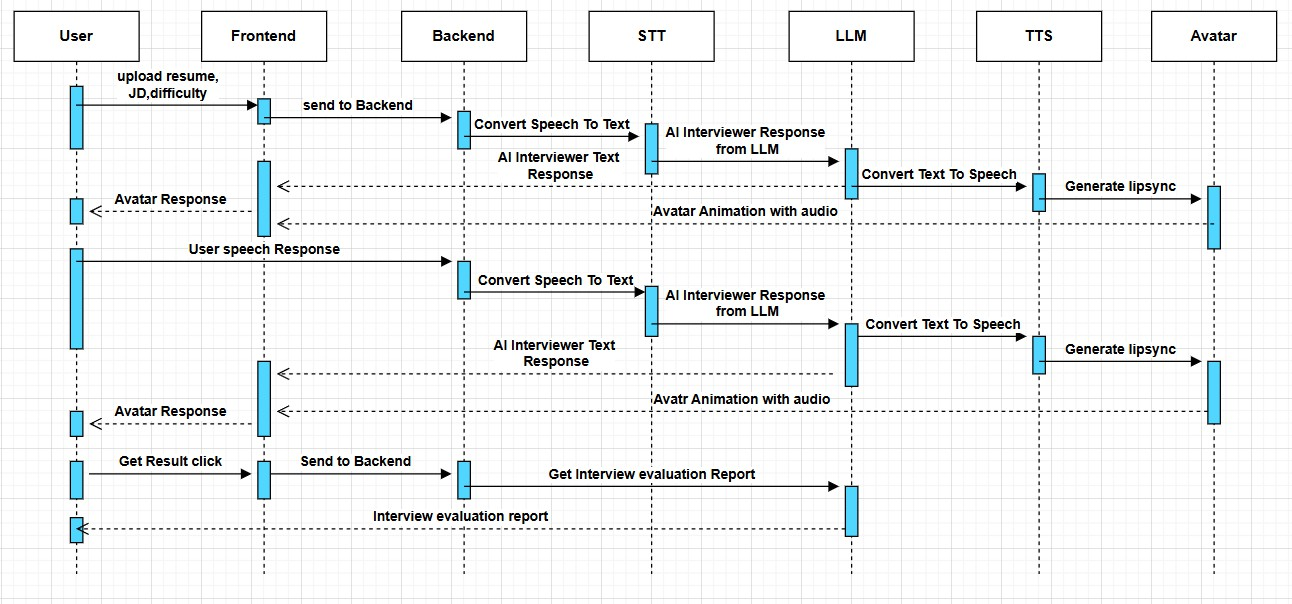 User
Frontend
Backend
STT
LLM
TTS
Avatar
upload resume,
JD,difficulty
send to Backend
Convert Speech To Text
AI Interviewer Response
from LLM
AI Interviewer Text
Response
Convert Text To Speech
Generate lipsync
Avatar Response
Avatar Animation with audio
User speech Response
Convert Speech To Text
AI Interviewer Response
from LLM
Convert Text To Speech
AI Interviewer Text
Response
Generate lipsync
Avatar Response
Avatr Animation with audio
Get Result click
Send to Backend
Get Interview evaluation Report
Interview evaluation report